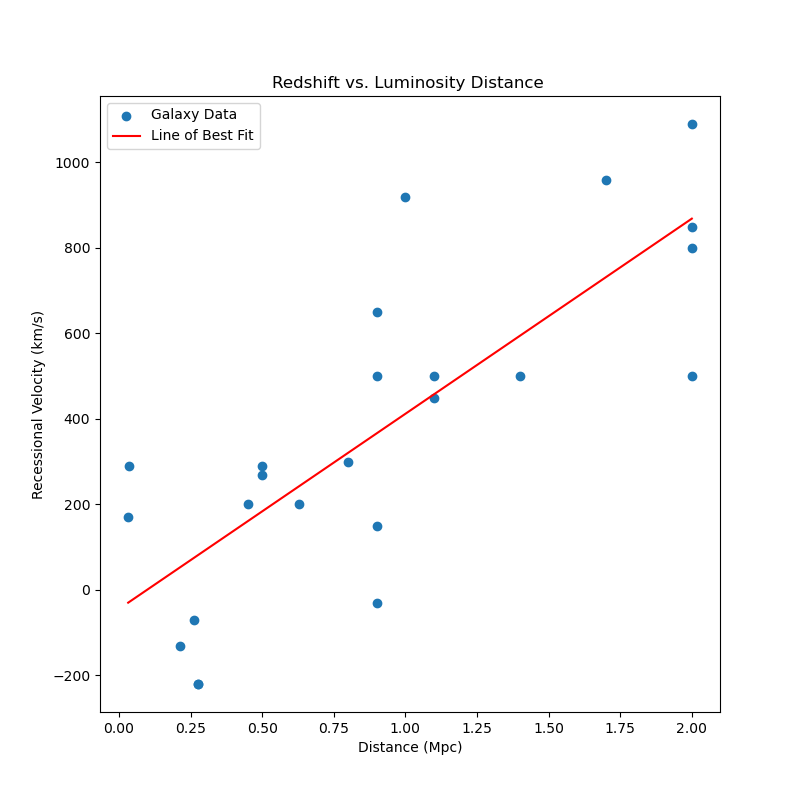 Redshift vs. Luminosity Distance
Galaxy Data
Line of Best Fit
Recessional Velocity (km/s)
1000
800
600
400
200
0
−200
0.00 0.25 0.50 0.75 1.00 1.25 1.50 1.75 2.00
Distance (Mpc)